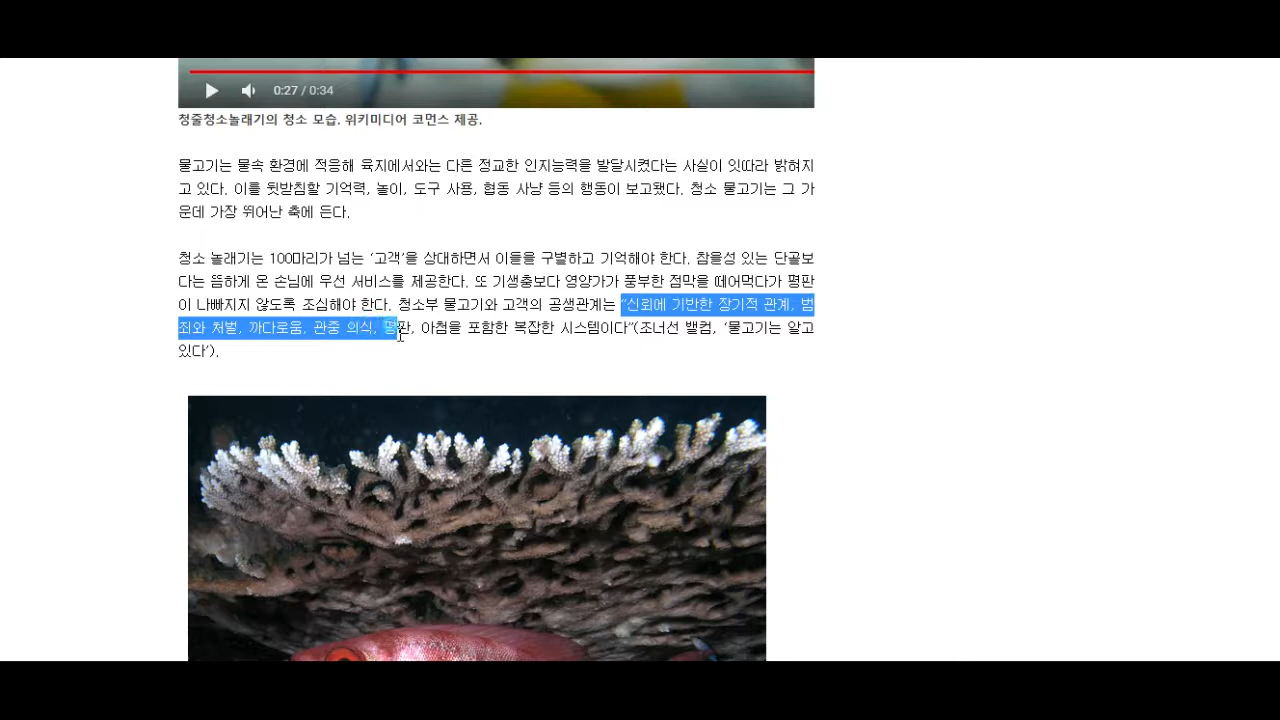 0:27 / 0:34
청줄청소놀래기의 청소 모습. 위키미디어 코먼스 제공.
물고기는 물속 환경에 적응해 육지에서와는 다른 정교한 인지능력을 발달시켰다는 사실이 잇따라 밝혀지
고 있다. 이를 뒷받침할 기억력, 놀이, 도구 사용, 협동 사냥 등의 행동이 보고됐다. 청소 물고기는 그 가
운데 가장 뛰어난 축에 든다.
청소 놀래기는 100마리가 넘는 ‘고객’을 상대하면서 이들을 구별하고 기억해야 한다. 참을성 있는 단골보
다는 뜸하게 온 손님에 우선 서비스를 제공한다. 또 기생충보다 영양가가 풍부한 점막을 떼어먹다가 평판
이 나빠지지 않도록 조심해야 한다. 청소부 물고기와 고객의 공생관계는 “신뢰에 기반한 장기적 관계, 범
죄와 처벌, 까다로움, 관중 의식, 평판, 아첨을 포함한 복잡한 시스템이다”(조너선 밸컴, ‘물고기는 알고
있다’).